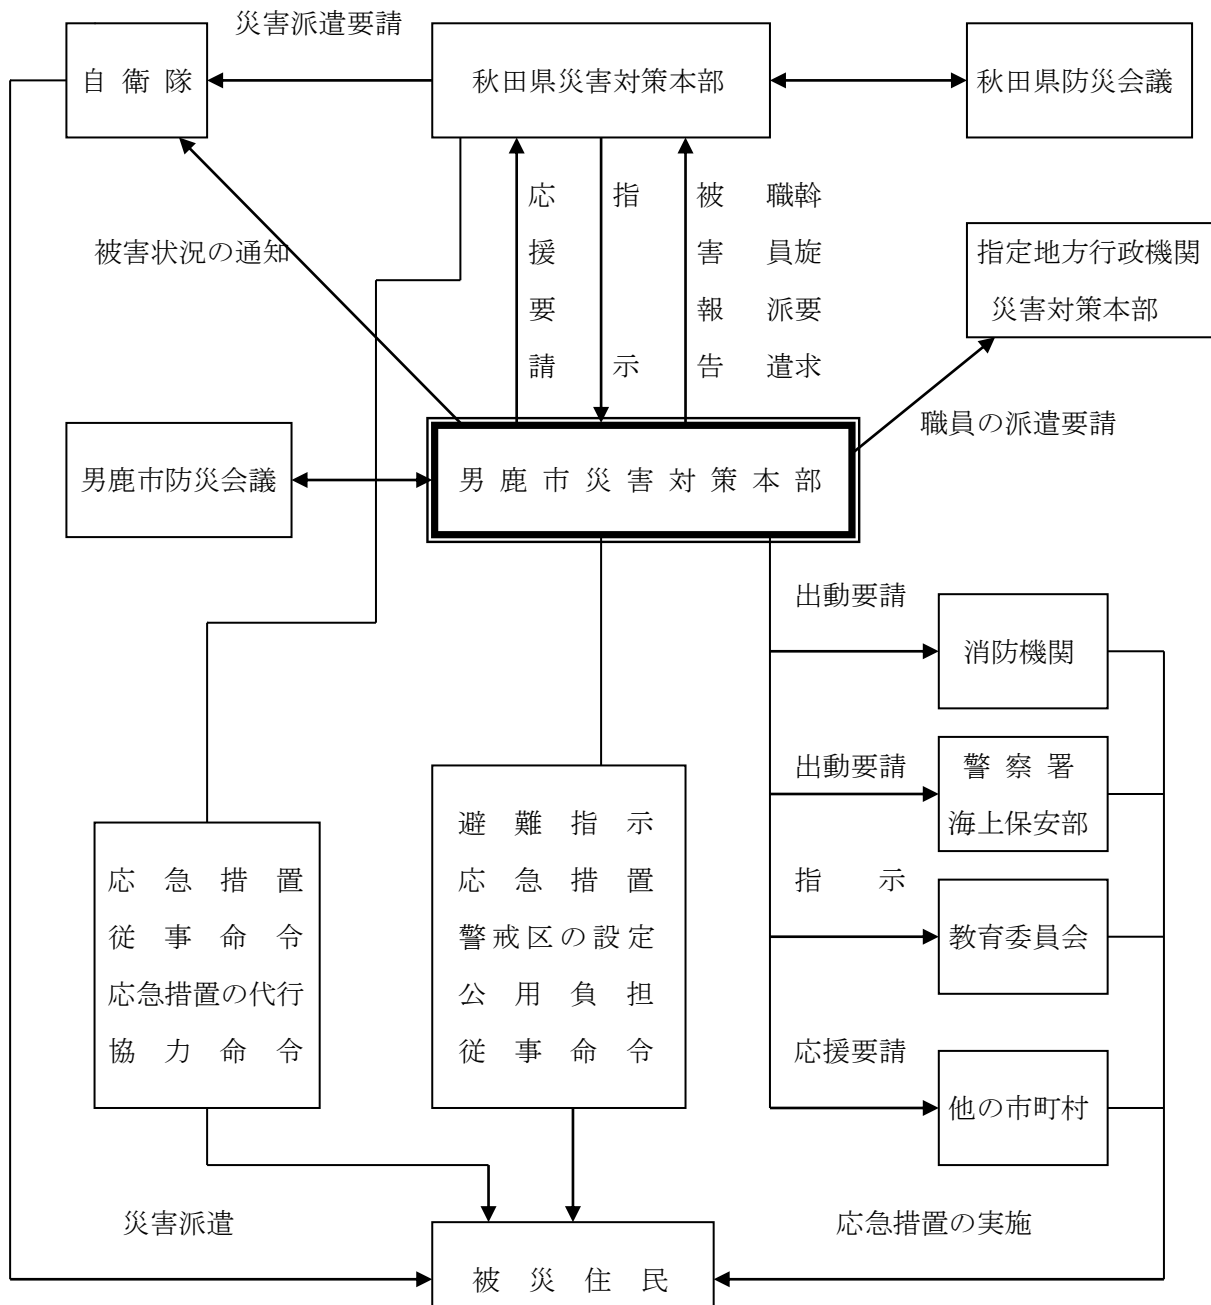 災害派遣要請
自衛隊
秋田県災害対策本部
秋田県防災会議
応援要請
指示
被害報告
職員派遣
斡旋要求
被害状況の通知
指定地方行政機関
災害対策本部
職員の派遣要請
男鹿市防災会議
男鹿市災害対策本部
出動要請
消防機関
出動要請
警察署
海上保安部
指示
教育委員会
応援要請
他の市町村
避難指示
応急措置
警戒区の設定
公用負担
従事命令
応急措置
従事命令
応急措置の代行
協力命令
災害派遣
応急措置の実施
被災住民